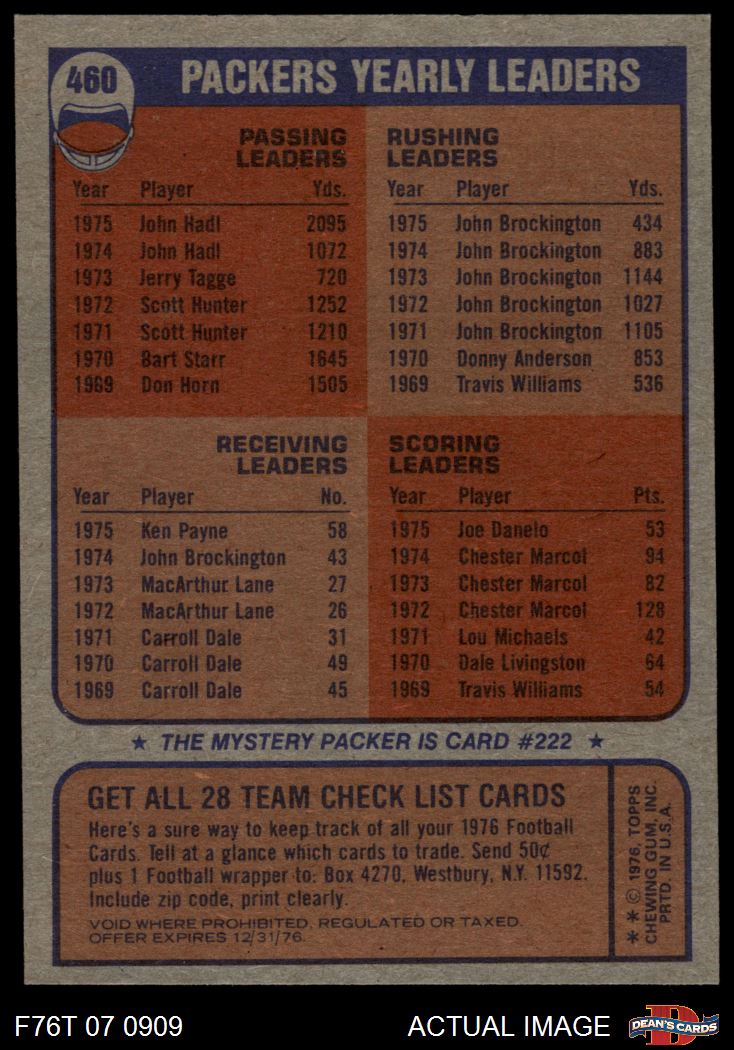 460 PACKERS YEARLY LEADERS
PASSING
LEADERS
Year Player Yds.
1975 John Hadl 2095
1974 John Hadl 1072
1973 Jerry Tagge 720
1972 Scott Hunter 1252
1971 Scott Hunter 1210
1970 Bart Starr 1645
1969 Don Horn 1505
RUSHING
LEADERS
Year Player Yds.
1975 John Brockington 434
1974 John Brockington 883
1973 John Brockington 1144
1972 John Brockington 1027
1971 John Brockington 1105
1970 Donny Anderson 853
1969 Travis Williams 536
RECEIVING
LEADERS
Year Player No.
1975 Ken Payne 58
1974 John Brockington 43
1973 MacArthur Lane 27
1972 MacArthur Lane 26
1971 Carroll Dale 31
1970 Carroll Dale 49
1969 Carroll Dale 45
SCORING
LEADERS
Year Player Pts.
1975 Joe Danelo 53
1974 Chester Marcol 94
1973 Chester Marcol 82
1972 Chester Marcol 128
1971 Lou Michaels 42
1970 Dale Livingston 64
1969 Travis Williams 54
★ THE MYSTERY PACKER IS CARD #222 ★
GET ALL 28 TEAM CHECK LIST CARDS
Here's a sure way to keep track of all your 1976 Football
Cards. Tell at a glance which cards to trade. Send 50¢
plus 1 Football wrapper to: Box 4270, Westbury, N.Y. 11592.
Include zip code, print clearly.
VOID WHERE PROHIBITED, REGULATED OR TAXED.
OFFER EXPIRES 12/31/76.
** © 1976, TOPPS
CHEWING GUM, INC.
PRTD. IN U.S.A.
F76T 07 0909 ACTUAL IMAGE
D
DEAN'S CARDS